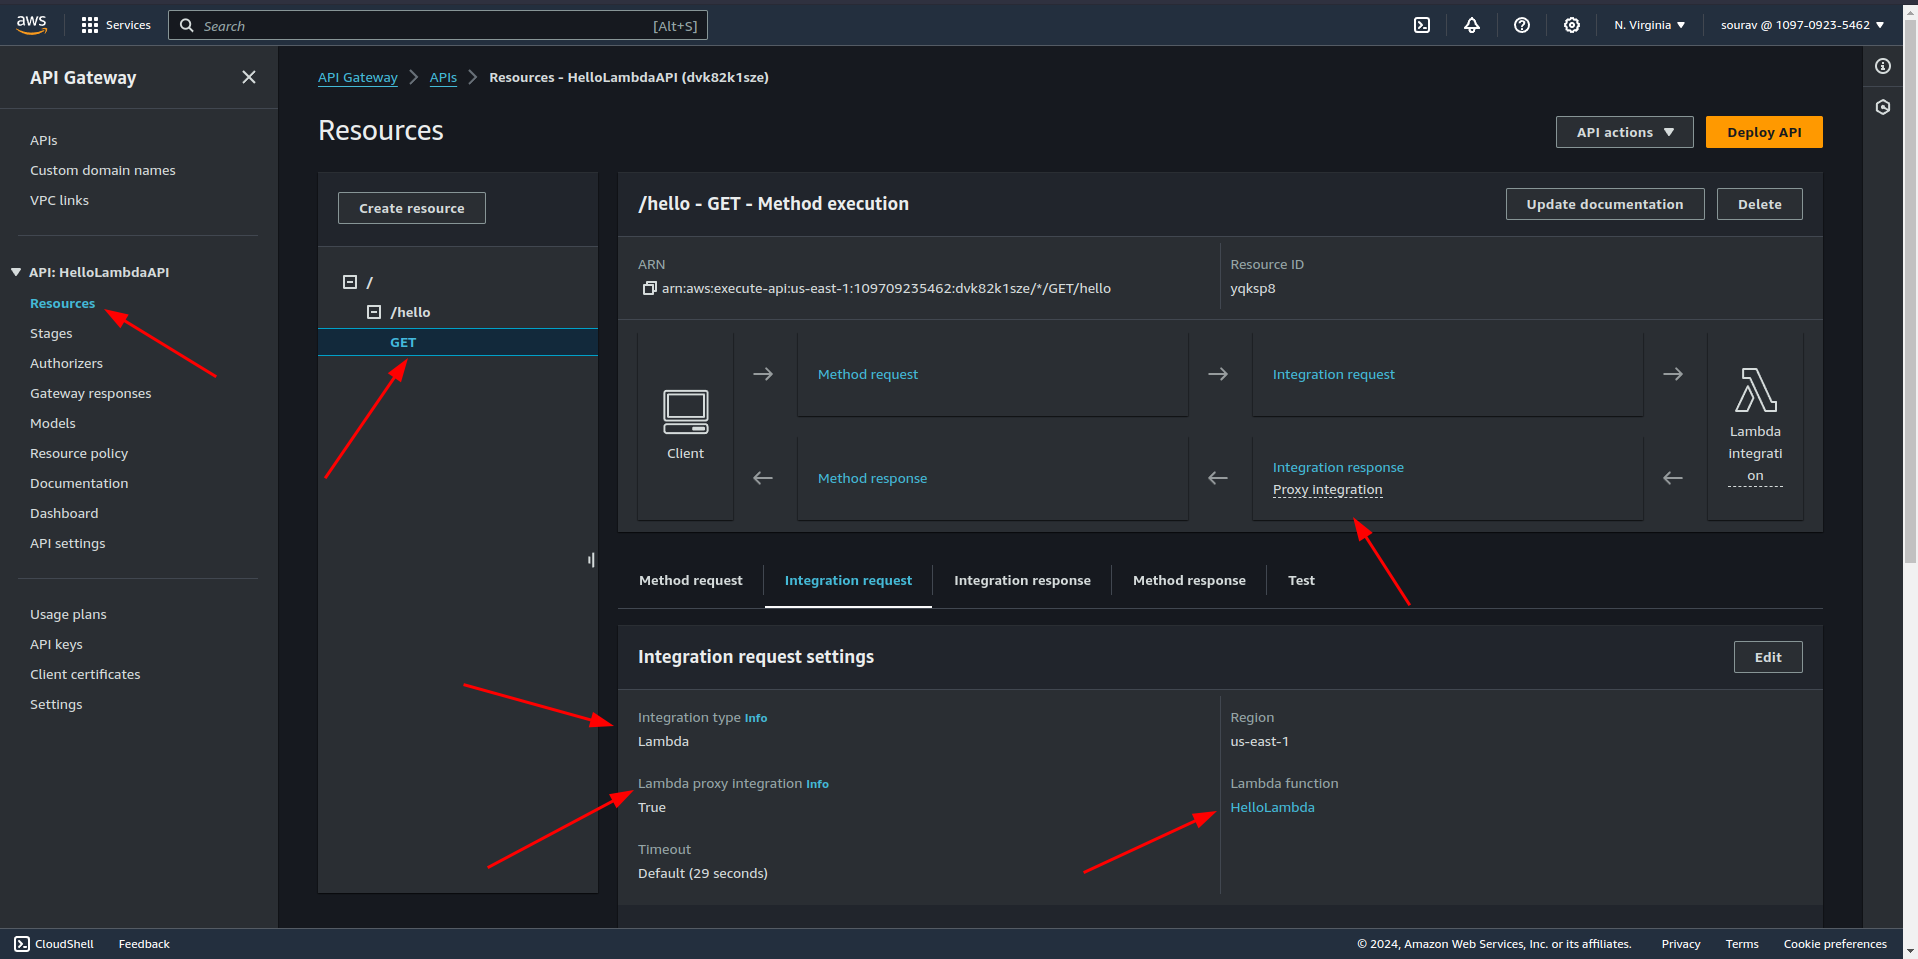 aws
Services
Search
[Alt+S]
N. Virginia
sourav @ 1097-0923-5462
API Gateway
APIs
Custom domain names
VPC links
API: HelloLambdaAPI
Resources
Stages
Authorizers
Gateway responses
Models
Resource policy
Documentation
Dashboard
API settings
Usage plans
API keys
Client certificates
Settings
API Gateway
APIs
Resources - HelloLambdaAPI (dvk82k1sze)
Resources
API actions
Deploy API
Create resource
/
/hello
GET
/hello - GET - Method execution
Update documentation
Delete
ARN
arn:aws:execute-api:us-east-1:109709235462:dvk82k1sze/*/GET/hello
Resource ID
yqksp8
Client
Method request
Integration request
Lambda
integrati
on
Method response
Integration response
Proxy integration
Method request
Integration request
Integration response
Method response
Test
Integration request settings
Edit
Integration type Info
Lambda
Region
us-east-1
Lambda proxy integration Info
True
Lambda function
HelloLambda
Timeout
Default (29 seconds)
CloudShell
Feedback
© 2024, Amazon Web Services, Inc. or its affiliates.
Privacy
Terms
Cookie preferences